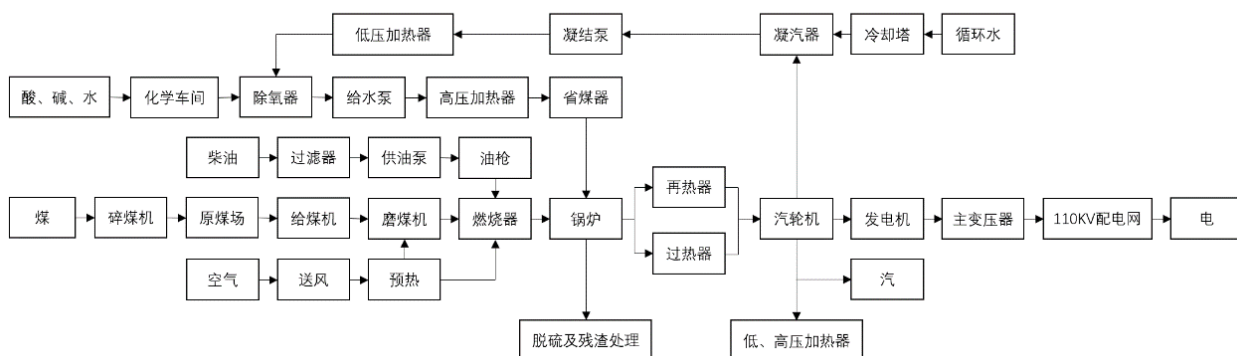 低压加热器
凝结泵
凝汽器
冷却塔
循环水
酸、碱、水
化学车间
除氧器
给水泵
高压加热器
省煤器
柴油
过滤器
供油泵
油枪
再热器
煤
碎煤机
原煤场
给煤机
磨煤机
燃烧器
锅炉
汽轮机
发电机
主变压器
110KV配电网
电
过热器
空气
送风
预热
汽
脱硫及残渣处理
低、高压加热器